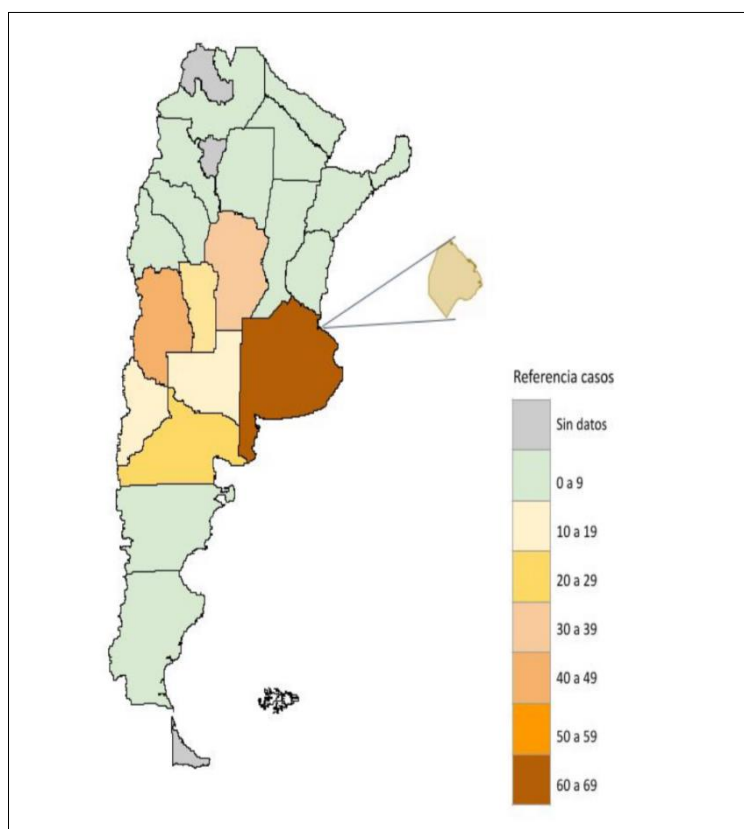 Referencia casos
Sin datos
0 a 9
10 a 19
20 a 29
30 a 39
40 a 49
50 a 59
60 a 69